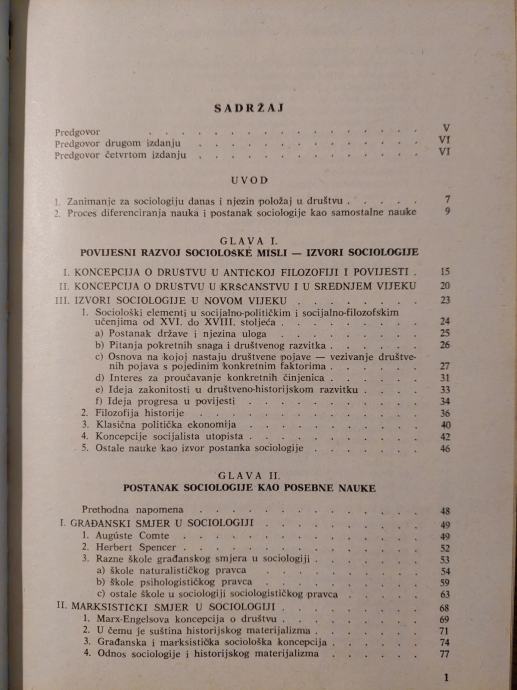 SADRŽAJ
Predgovor . . . . . . . . . . . . . V
Predgovor drugom izdanju . . . . . . . . . . . VI
Predgovor četvrtom izdanju . . . . . . . . . . . VI
UVOD
1. Zanimanje za sociologiju danas i njezin položaj u društvu . . . . . 7
2. Proces diferenciranja nauka i postanak sociologije kao samostalne nauke 9
GLAVA I.
POVIJESNI RAZVOJ SOCIOLOŠKE MISLI — IZVORI SOCIOLOGIJE
I. KONCEPCIJA O DRUŠTVU U ANTIČKOJ FILOZOFIJI I POVIJESTI . 15
II. KONCEPCIJA O DRUŠTVU U KRŠĆANSTVU I U SREDNJEM VIJEKU 20
III. IZVORI SOCIOLOGIJE U NOVOM VIJEKU . . . . . . . 23
1. Sociološki elementi u socijalno-političkim i socijalno-filozofskim
učenjima od XVI. do XVIII. stoljeća . . . . . . . . 24
a) Postanak države i njezina uloga . . . . . . . . 25
b) Pitanja pokretnih snaga i društvenog razvitka . . . . . 26
c) Osnova na kojoj nastaju društvene pojave — vezivanje društve-
nih pojava s pojedinim konkretnim faktorima . . . . . 27
d) Interes za proučavanje konkretnih činjenica . . . . . 31
e) Ideja zakonitosti u društveno-historijskom razvitku . . . . 33
f) Ideja progresa u povijesti . . . . . . . . . 34
2. Filozofija historije . . . . . . . . . . . 36
3. Klasična politička ekonomija . . . . . . . . . 40
4. Koncepcije socijalista utopista . . . . . . . . . 42
5. Ostale nauke kao izvor postanka sociologije . . . . . . 46
GLAVA II.
POSTANAK SOCIOLOGIJE KAO POSEBNE NAUKE
Prethodna napomena . . . . . . . . . . . 48
I. GRAĐANSKI SMJER U SOCIOLOGIJI . . . . . . . . 49
1. Auguste Comte . . . . . . . . . . . . 49
2. Herbert Spencer . . . . . . . . . . . . 52
3. Razne škole građanskog smjera u sociologiji . . . . . . 53
a) škole naturalističkog pravca . . . . . . . . . 54
b) škole psihologističkog pravca . . . . . . . . . 59
c) ostale škole u sociologiji sociologističkog pravca . . . . 63
II. MARKSISTIČKI SMJER U SOCIOLOGIJI . . . . . . . 68
1. Marx-Engelsova koncepcija o društvu . . . . . . . 69
2. U čemu je suština historijskog materijalizma . . . . . . 71
3. Građanska i marksistička sociološka koncepcija . . . . . 74
4. Odnos sociologije i historijskog materijalizma . . . . . 77
1